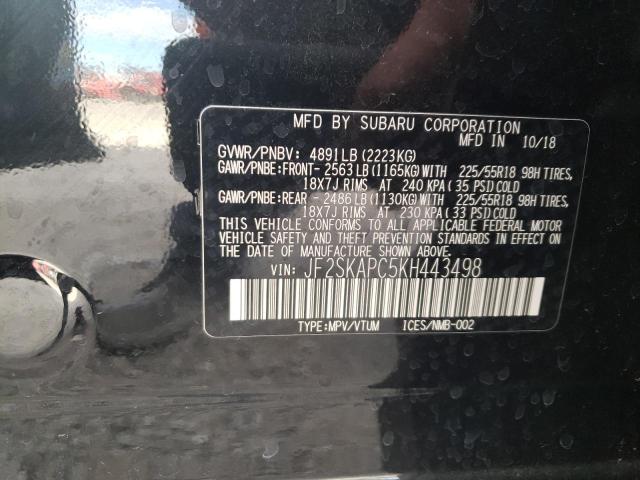 MFD BY SUBARU CORPORATION
MFD IN 10/18
GVWR/PNBV: 4891LB (2223KG)
GAWR/PNBE:FRONT- 2563LB (1165KG) WITH 225/55R18 98H TIRES,
18X7J RIMS AT 240 KPA (35 PSI) COLD
GAWR/PNBE:REAR - 2486LB (1130KG) WITH 225/55R18 98H TIRES,
18X7J RIMS AT 230 KPA (33 PSI) COLD
THIS VEHICLE CONFORMS TO ALL APPLICABLE FEDERAL MOTOR
VEHICLE SAFETY AND THEFT PREVENTION STANDARDS IN EFFECT ON
THE DATE OF MANUFACTURE SHOWN ABOVE.
VIN: JF2SKAPC5KH443498
TYPE:MPV/VTUM ICES/NMB-002